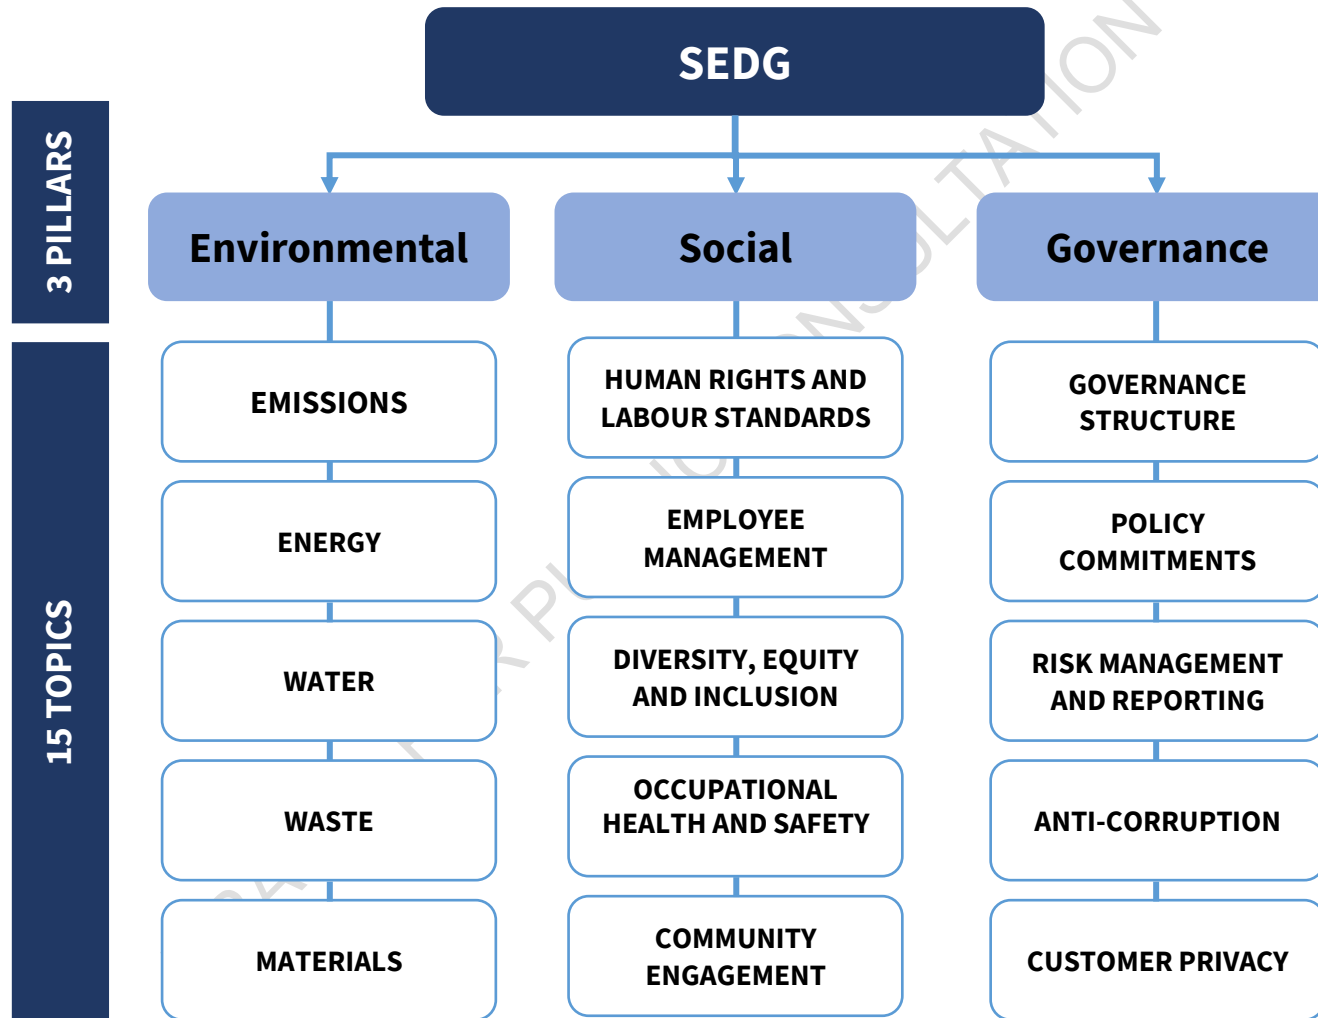 SEDG
3 PILLARS
Environmental
Social
Governance
15 TOPICS
EMISSIONS
ENERGY
WATER
WASTE
MATERIALS
HUMAN RIGHTS AND
LABOUR STANDARDS
EMPLOYEE
MANAGEMENT
DIVERSITY, EQUITY
AND INCLUSION
OCCUPATIONAL
HEALTH AND SAFETY
COMMUNITY
ENGAGEMENT
GOVERNANCE
STRUCTURE
POLICY
COMMITMENTS
RISK MANAGEMENT
AND REPORTING
ANTI-CORRUPTION
CUSTOMER PRIVACY